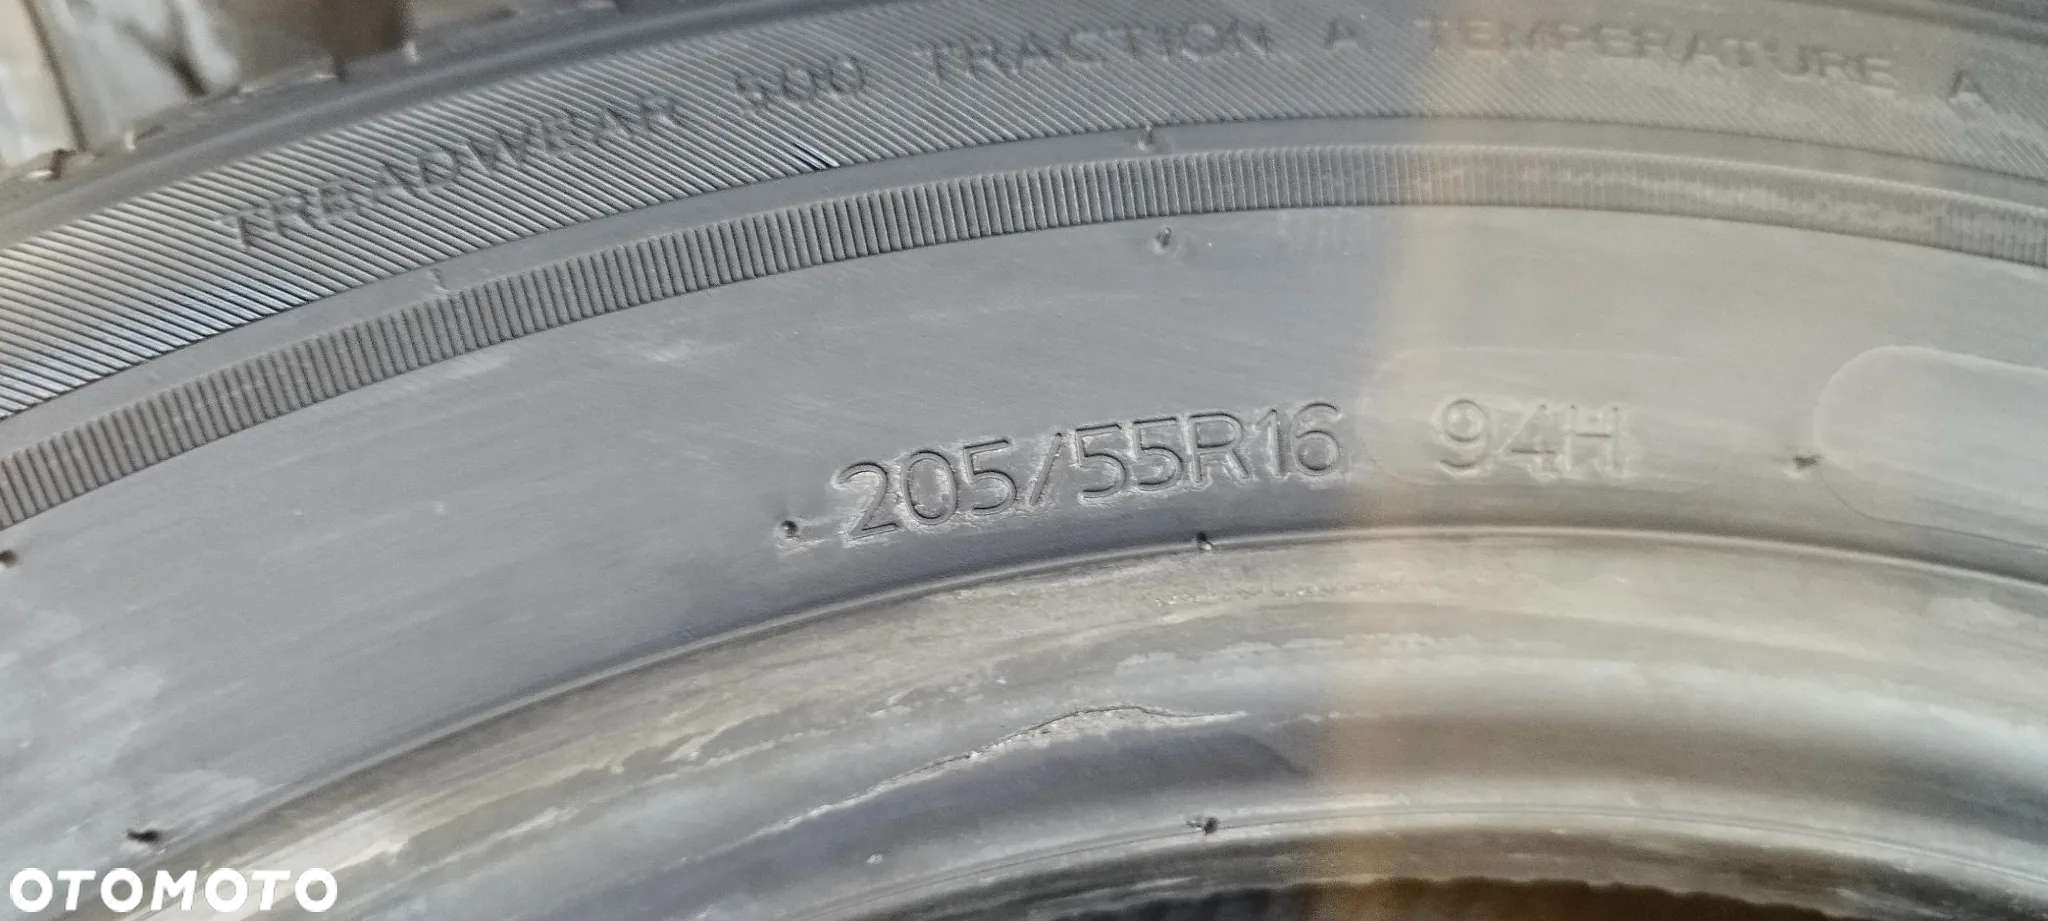 TREADWEAR 500 TRACTION A TEMPERATURE A
205/55R16 94H
OTOMOTO